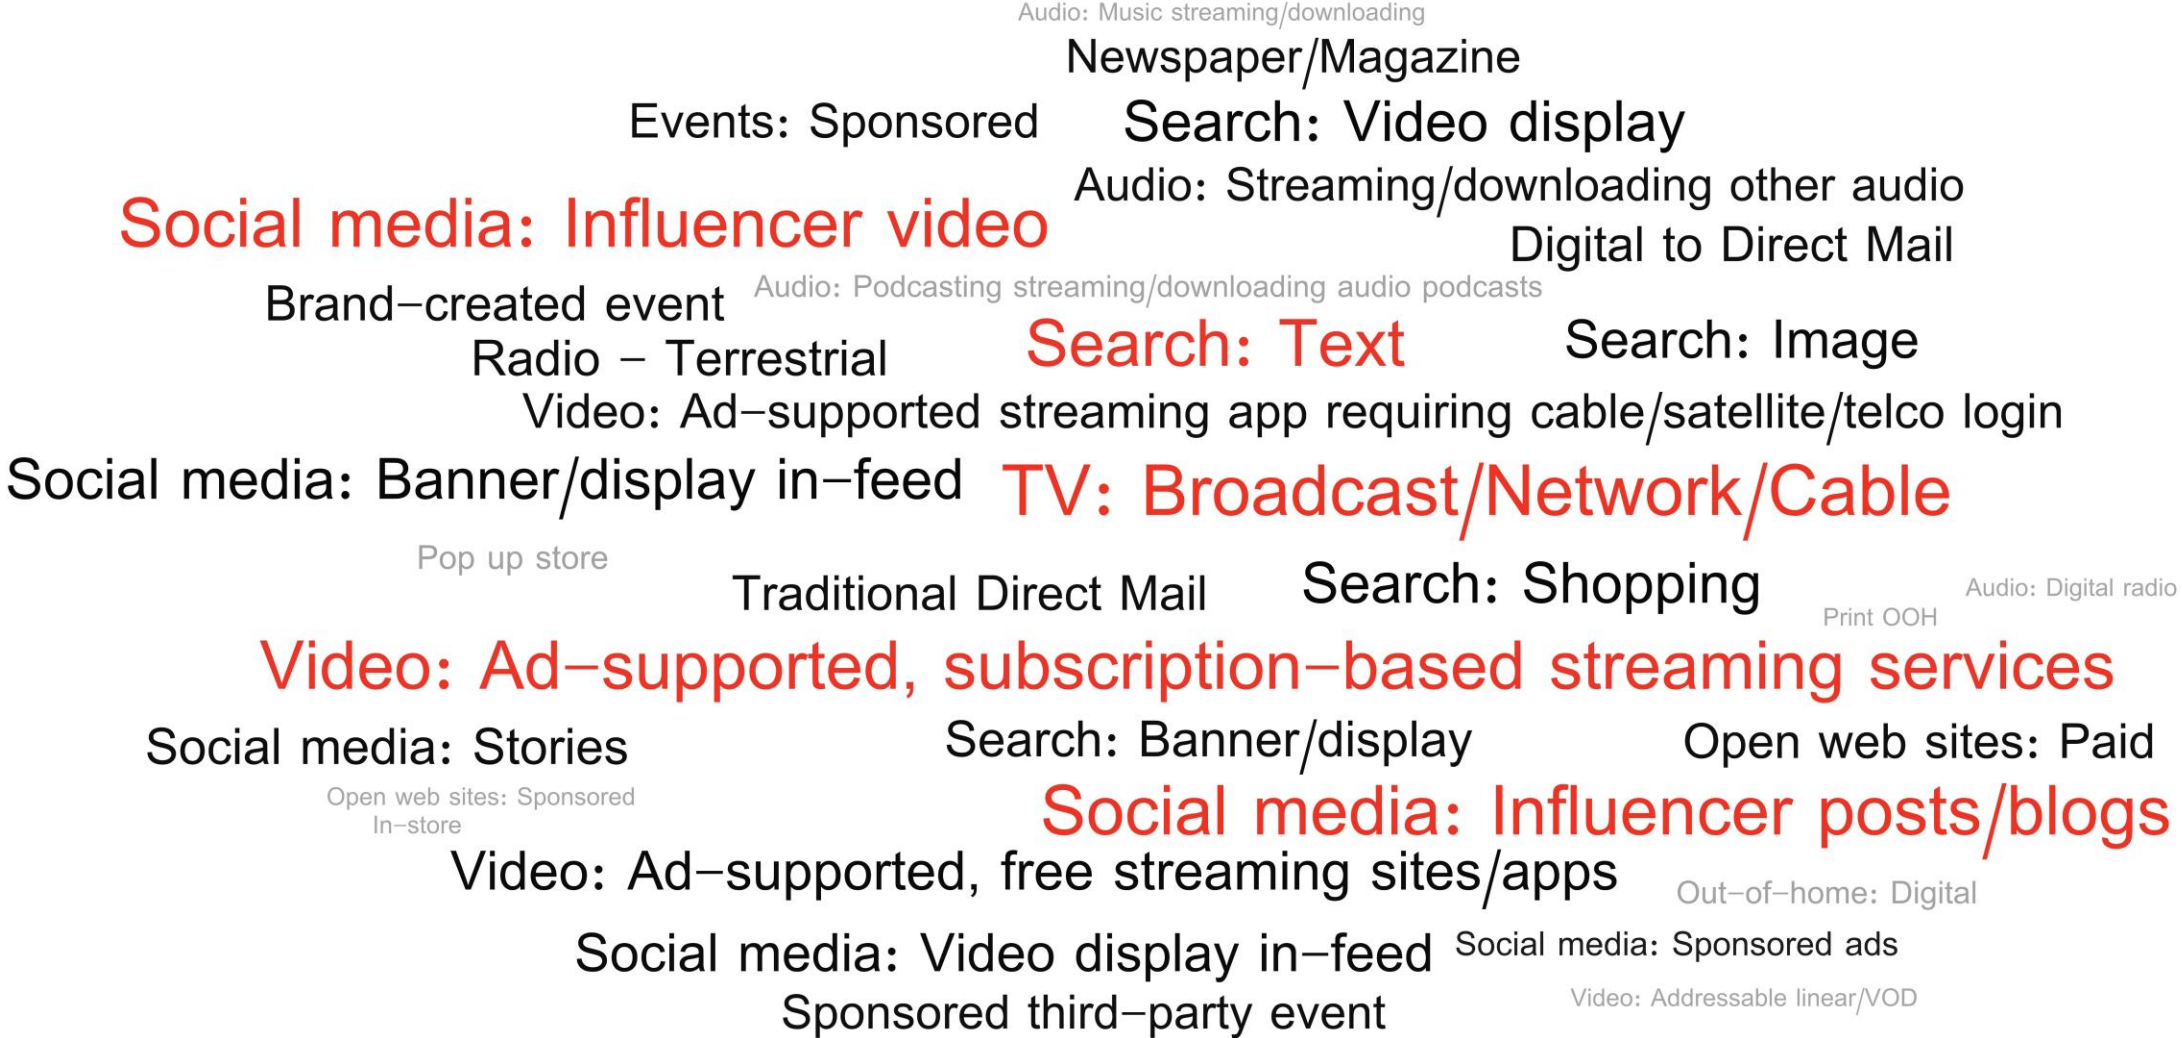 Audio: Music streaming/downloading
Newspaper/Magazine
Events: Sponsored
Search: Video display
Audio: Streaming/downloading other audio
Social media: Influencer video
Digital to Direct Mail
Audio: Podcasting streaming/downloading audio podcasts
Brand-created event
Search: Text
Search: Image
Radio - Terrestrial
Video: Ad-supported streaming app requiring cable/satellite/telco login
Social media: Banner/display in-feed
TV: Broadcast/Network/Cable
Pop up store
Traditional Direct Mail
Search: Shopping
Audio: Digital radio
Print OOH
Video: Ad-supported, subscription-based streaming services
Social media: Stories
Search: Banner/display
Open web sites: Paid
Open web sites: Sponsored
In-store
Social media: Influencer posts/blogs
Video: Ad-supported, free streaming sites/apps
Out-of-home: Digital
Social media: Video display in-feed
Social media: Sponsored ads
Video: Addressable linear/VOD
Sponsored third-party event